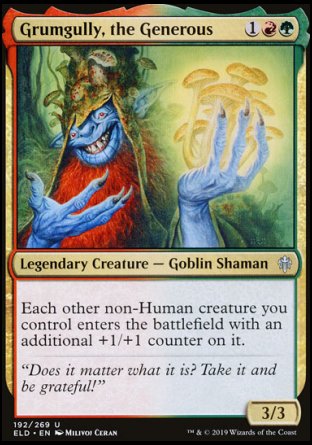 Grumgully, the Generous 1
Legendary Creature — Goblin Shaman
Each other non-Human creature you
control enters the battlefield with an
additional +1/+1 counter on it.
“Does it matter what it is? Take it and
be grateful!”
3/3
192/269 U
ELD • EN Milivoj Ceran
™ & © 2019 Wizards of the Coast